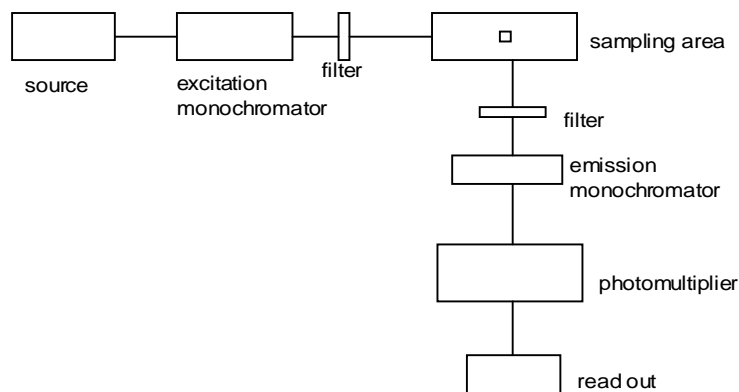 source
excitation
monochromator
filter
sampling area
filter
emission
monochromator
photomultiplier
read out